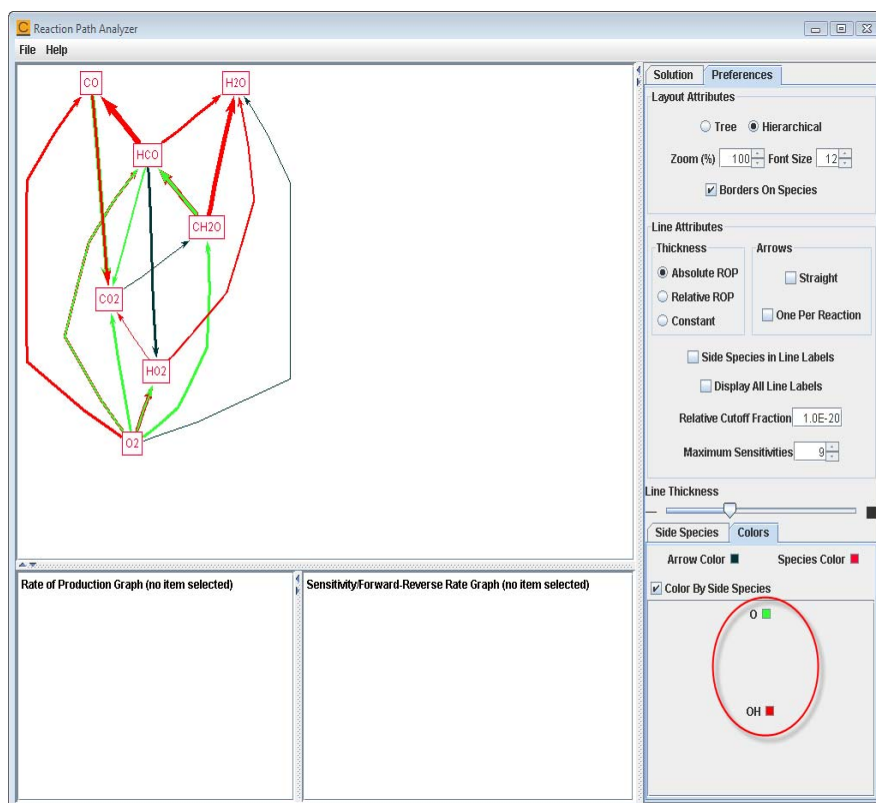 C Reaction Path Analyzer
File Help
CO
H2O
HCO
CH2O
CO2
HO2
O2
Solution Preferences
Layout Attributes
Tree Hierarchical
Zoom (%) 100 Font Size 12
Borders On Species
Line Attributes
Thickness Arrows
Absolute ROP
Straight
Relative ROP
One Per Reaction
Constant
Side Species in Line Labels
Display All Line Labels
Relative Cutoff Fraction 1.0E-20
Maximum Sensitivities 9
Line Thickness
Side Species Colors
Arrow Color Species Color
Color By Side Species
O
OH
Rate of Production Graph (no item selected)
Sensitivity/Forward-Reverse Rate Graph (no item selected)